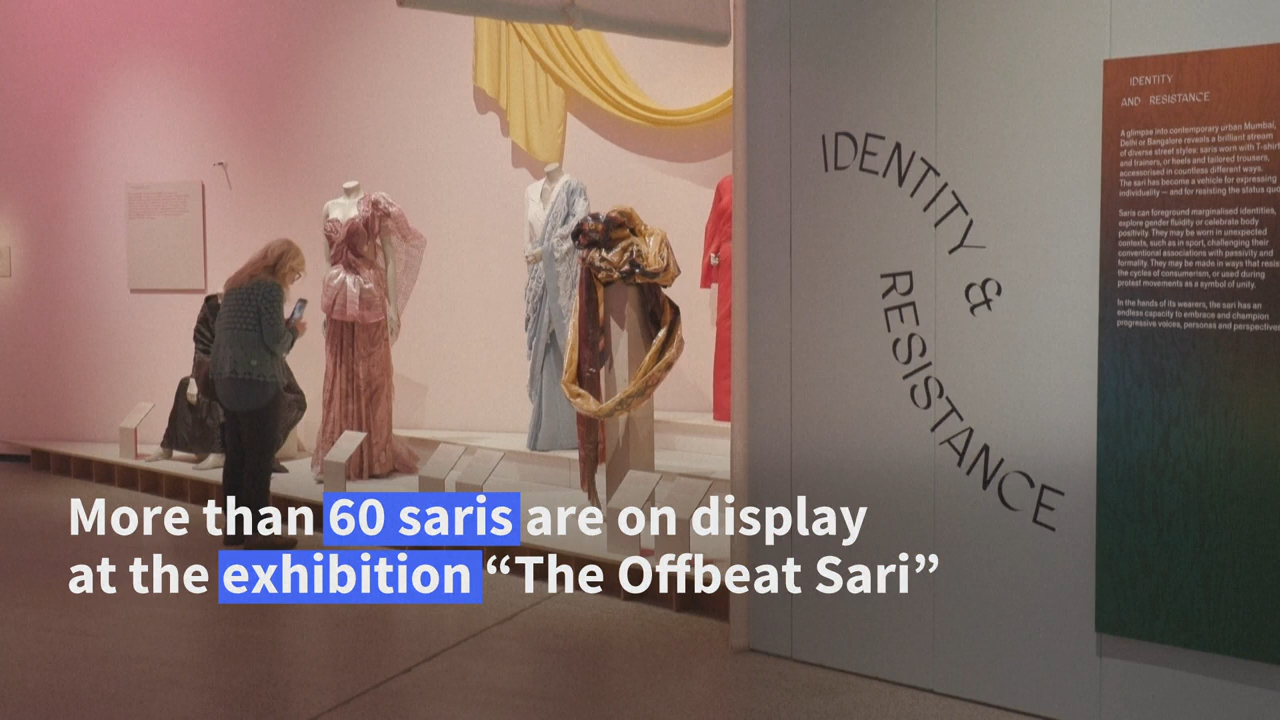 IDENTITY &
RESISTANCE
IDENTITY
AND RESISTANCE
A glimpse into contemporary urban Mumbai,
Delhi or Bangalore reveals a brilliant stream
of diverse street styles: saris worn with T-shirt
and trainers, or heels and tailored trousers,
accessorised in countless different ways.
The sari has become a vehicle for expressing
individuality — and for resisting the status quo
Saris can foreground marginalised identities,
explore gender fluidity or celebrate body
positivity. They may be worn in unexpected
contexts, such as in sport, challenging their
conventional associations with passivity and
formality. They may be made in ways that resis
the cycles of consumerism, or used during
protest movements as a symbol of unity.
In the hands of its wearers, the sari has an
endless capacity to embrace and champion
progressive voices, personas and perspectives
More than 60 saris are on display
at the exhibition “The Offbeat Sari”